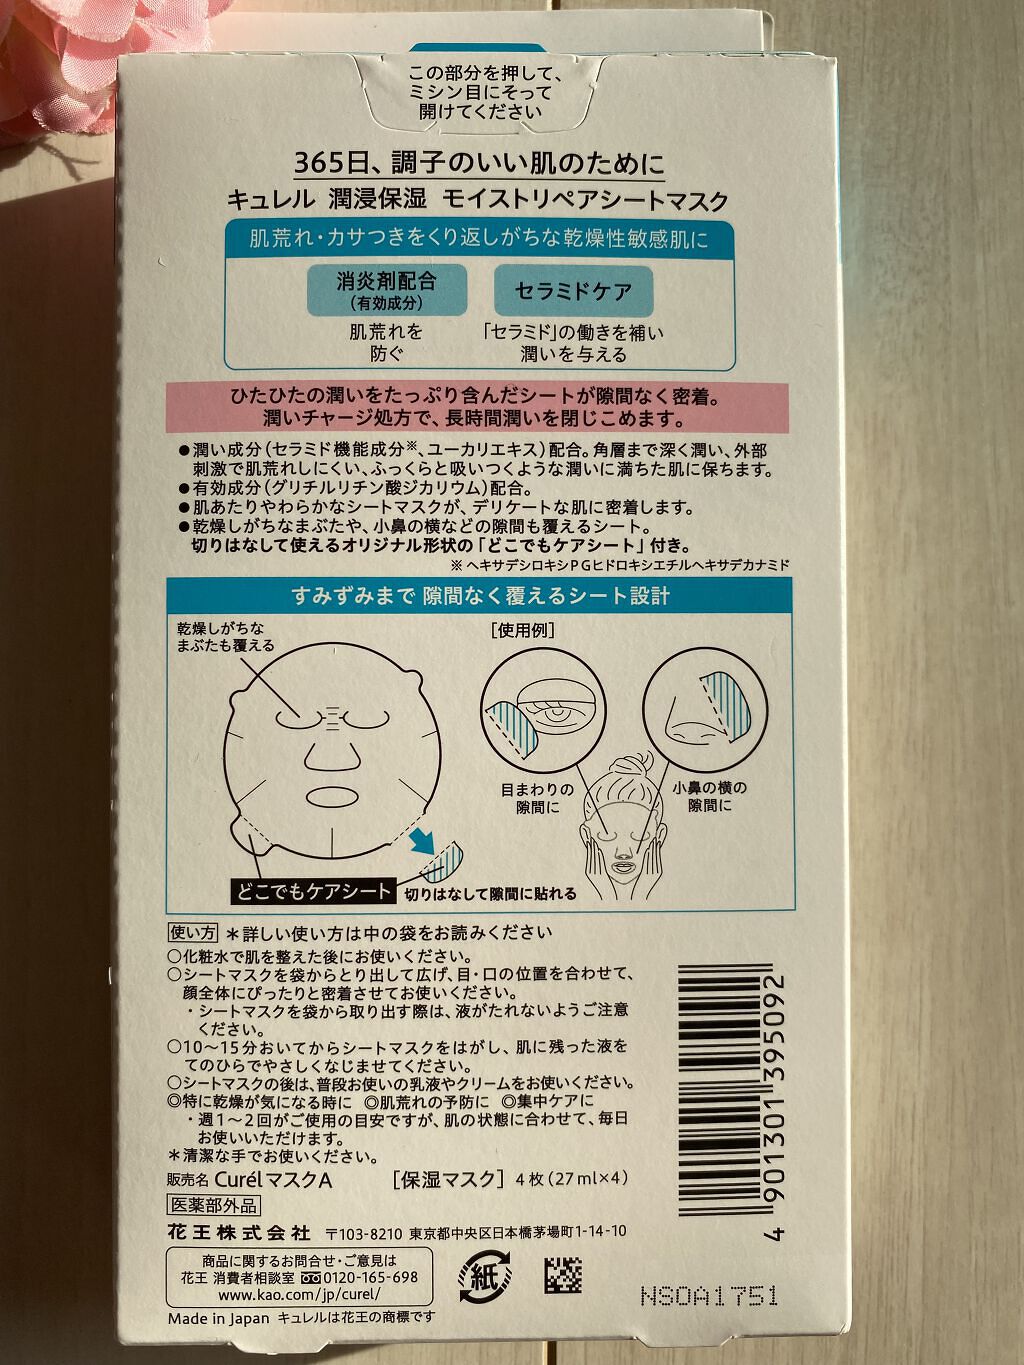 この部分を押して、
ミシン目にそって
開けてください
365日、調子のいい肌のために
キュレル 潤浸保湿 モイストリペアシートマスク
肌荒れ・カサつきをくり返しがちな乾燥性敏感肌に
消炎剤配合
(有効成分)
肌荒れを
防ぐ
セラミドケア
「セラミド」の働きを補い
潤いを与える
ひたひたの潤いをたっぷり含んだシートが隙間なく密着。
潤いチャージ処方で、長時間潤いを閉じこめます。
●潤い成分(セラミド機能成分※、ユーカリエキス)配合。角層まで深く潤い、外部
刺激で肌荒れしにくい、ふっくらと吸いつくような潤いに満ちた肌に保ちます。
●有効成分(グリチルリチン酸ジカリウム)配合。
●肌あたりやわらかなシートマスクが、デリケートな肌に密着します。
●乾燥しがちなまぶたや、小鼻の横などの隙間も覆えるシート。
切りはなして使えるオリジナル形状の「どこでもケアシート」付き。
※ヘキサデシロキシPGヒドロキシエチルヘキサデカナミド
すみずみまで 隙間なく覆えるシート設計
乾燥しがちな
まぶたも覆える
[使用例]
目まわりの
隙間に
小鼻の横の
隙間に
どこでもケアシート
切りはなして隙間に貼れる
使い方 *詳しい使い方は中の袋をお読みください
○化粧水で肌を整えた後にお使いください。
○シートマスクを袋からとり出して広げ、目・口の位置を合わせて、
顔全体にぴったりと密着させてお使いください。
・シートマスクを袋から取り出す際は、液がたれないようご注意
ください。
○10〜15分おいてからシートマスクをはがし、肌に残った液を
てのひらでやさしくなじませてください。
○シートマスクの後は、普段お使いの乳液やクリームをお使いください。
◎特に乾燥が気になる時に ◎肌荒れの予防に ◎集中ケアに
・週1〜2回がご使用の目安ですが、肌の状態に合わせて、毎日
お使いいただけます。
*清潔な手でお使いください。
販売名 CurélマスクA [保湿マスク] 4枚(27ml×4)
医薬部外品
花王株式会社 〒103-8210 東京都中央区日本橋茅場町1-14-10
商品に関するお問合せ・ご意見は
花王 消費者相談室 0120-165-698
www.kao.com/jp/curel/
Made in Japan キュレルは花王の商標です
紙
NSOA1751
4 901301 395092